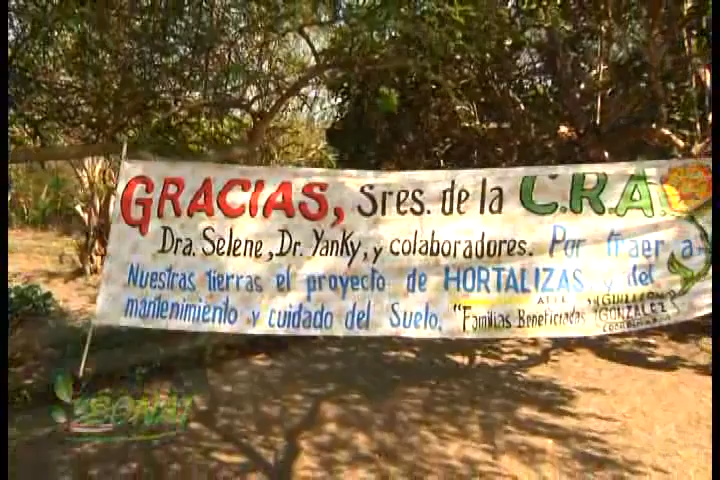 GRACIAS, Sres. de la C.R.A.
Dra. Selene, Dr. Yanky, y colaboradores. Por traer a
Nuestras tierras el proyecto de HORTALIZAS y del
mantenimiento y cuidado del Suelo. "Familias Beneficiadas
GONZALEZ